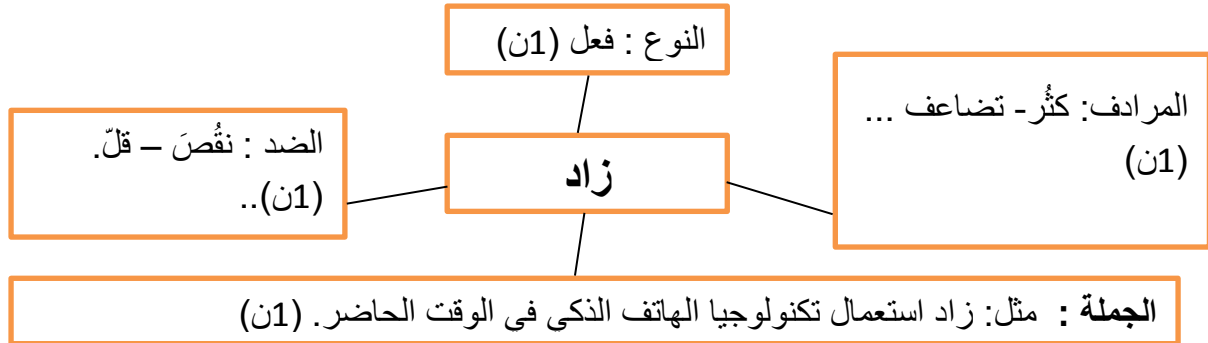 النوع : فعل (1ن)
المرادف: كثُر- تضاعف ...
(1ن)
الضد : نقُصَ – قلّ.
(1ن)..
زاد
الجملة : مثل: زاد استعمال تكنولوجيا الهاتف الذكي في الوقت الحاضر. (1ن)